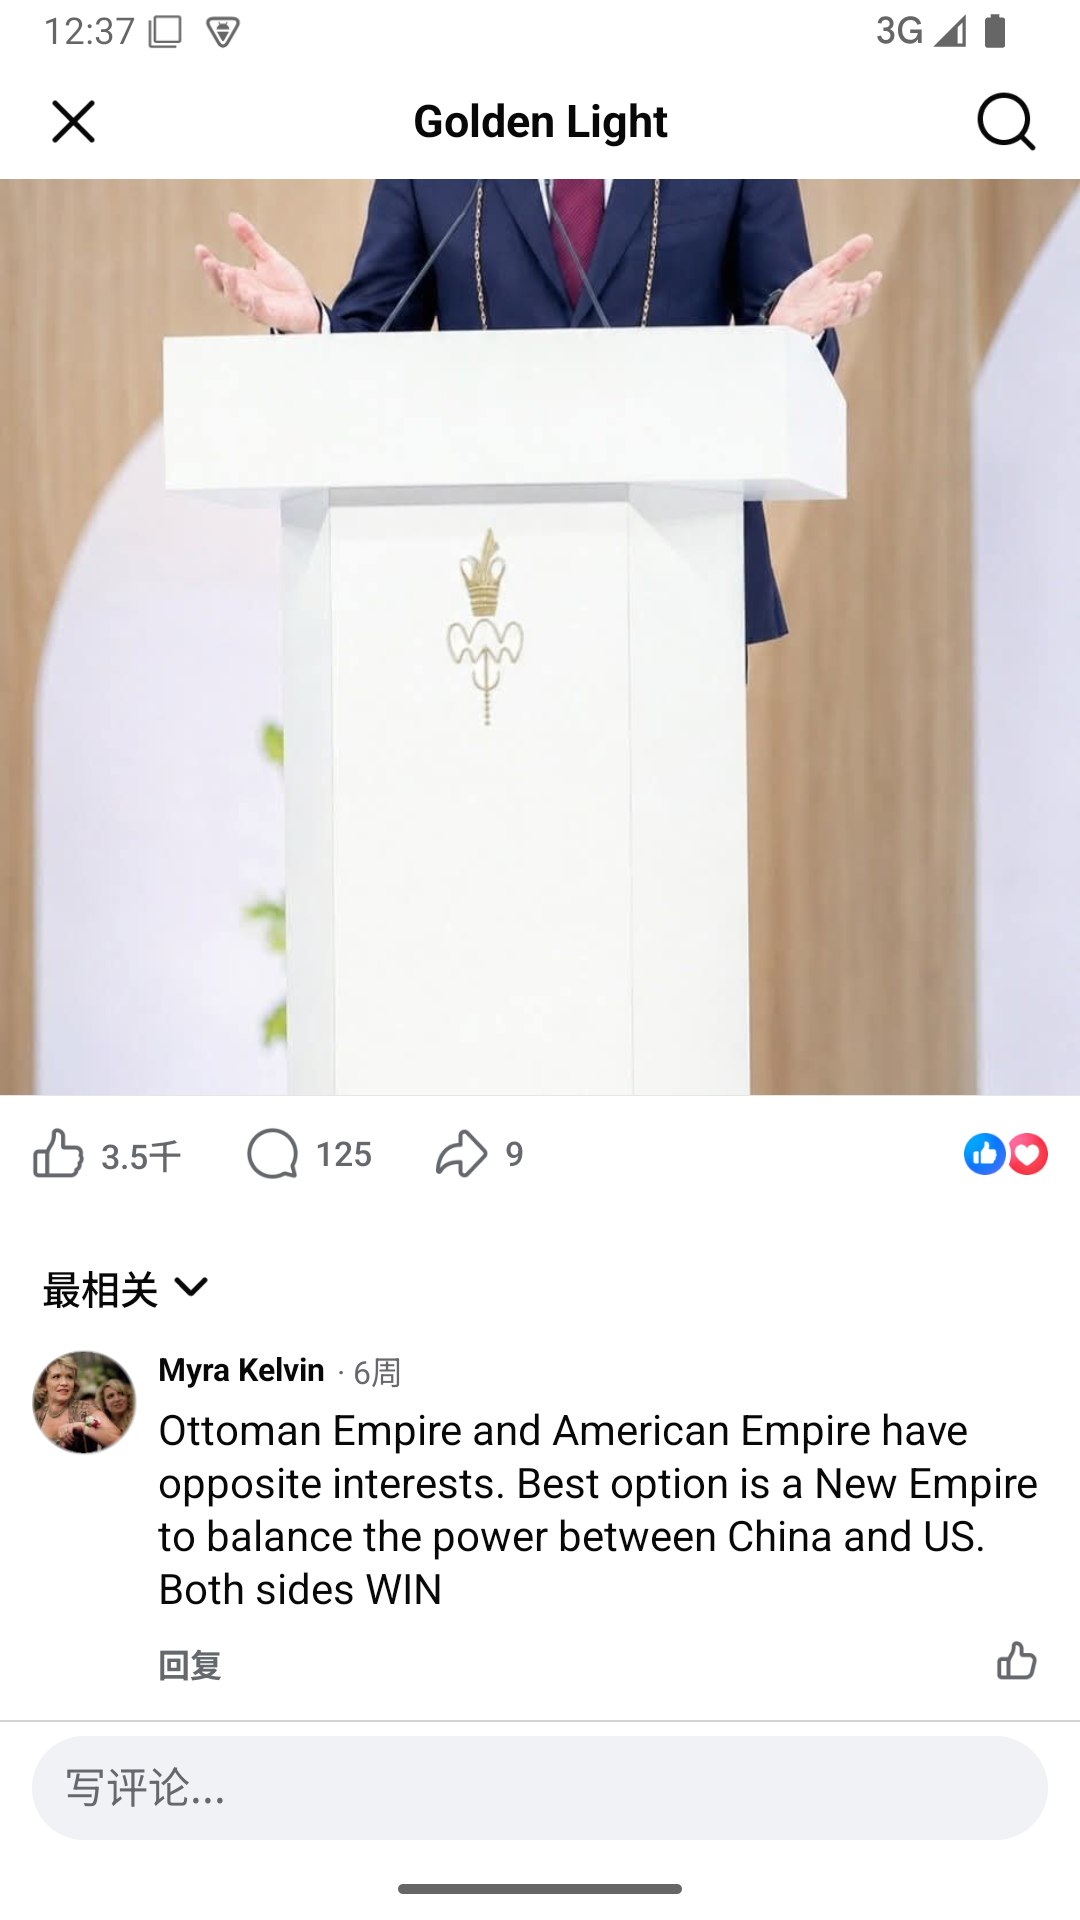 12:37
3G
Golden Light
3.5千
125
9
最相关
Myra Kelvin · 6周
Ottoman Empire and American Empire have
opposite interests. Best option is a New Empire
to balance the power between China and US.
Both sides WIN
回复
写评论...